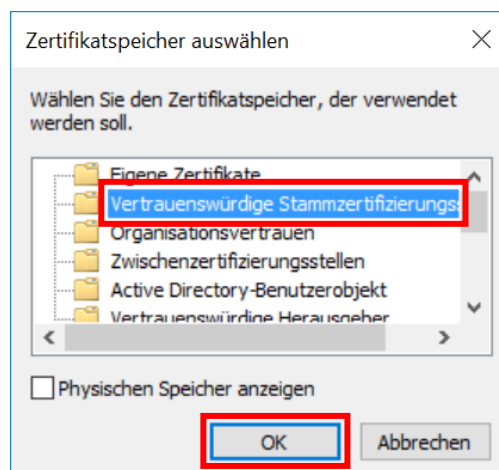 Zertifikatspeicher auswählen
Wählen Sie den Zertifikatspeicher, der verwendet
werden soll.
Eigene Zertifikate
Vertrauenswürdige Stammzertifizierungss
Organisationsvertrauen
Zwischenzertifizierungsstellen
Active Directory-Benutzerobjekt
Vertrauenswürdige Herausgeber
Physischen Speicher anzeigen
OK
Abbrechen